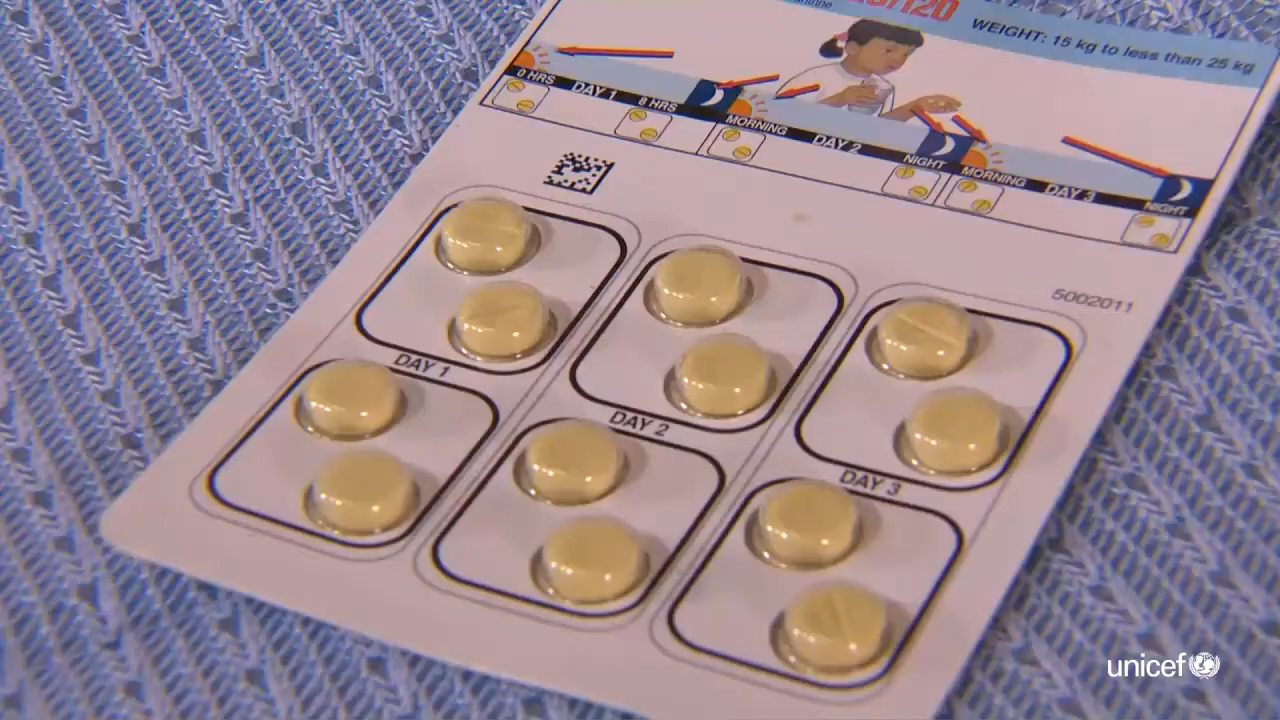 WEIGHT: 15 kg to less than 25 kg
0 HRS
DAY 1
8 HRS
MORNING
DAY 2
NIGHT
MORNING
DAY 3
NIGHT
5002011
DAY 1
DAY 2
DAY 3
unicef